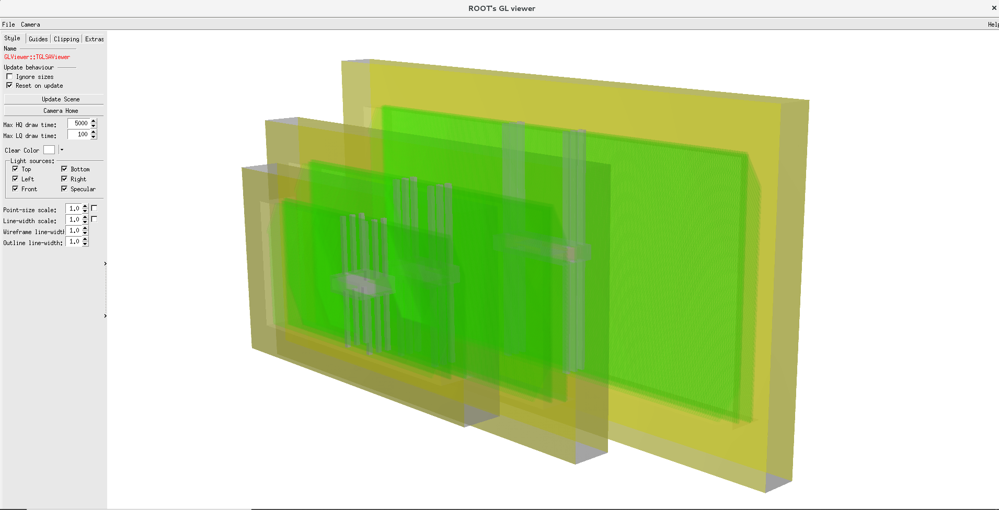 ROOT's GL viewer
File Camera Help
Style Guides Clipping Extras
Name
GLViewer::TGLSAViewer
Update behaviour
Ignore sizes
Reset on update
Update Scene
Camera Home
Max HQ draw time: 5000
Max LQ draw time: 100
Clear Color
Light sources:
Top Bottom
Left Right
Front Specular
Point-size scale: 1.0
Line-width scale: 1.0
Wireframe line-width 1.0
Outline line-width: 1.0